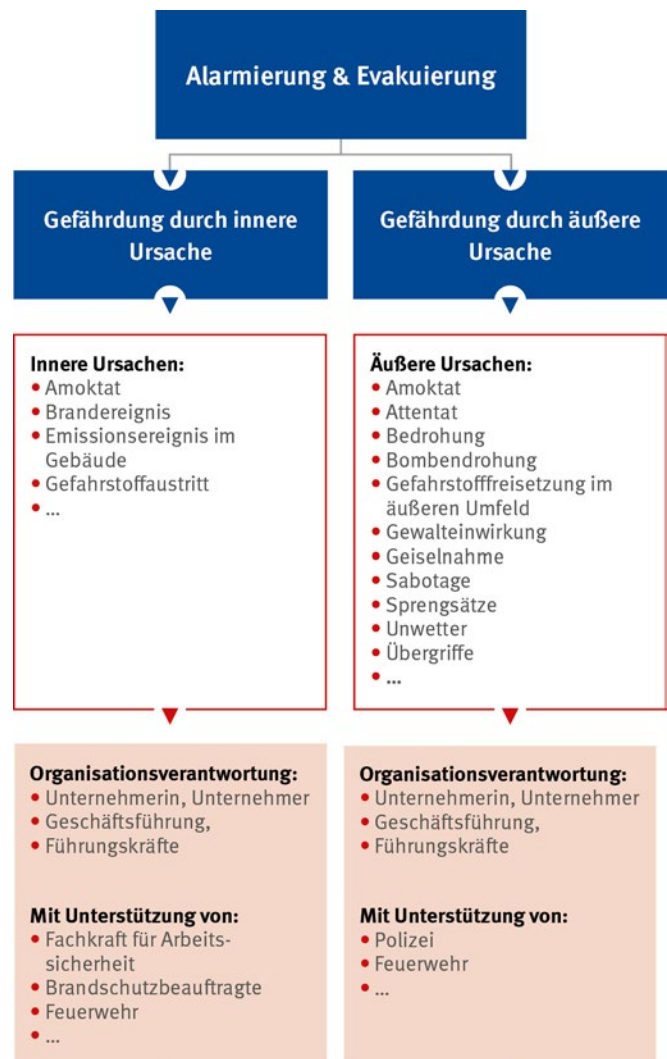 Alarmierung & Evakuierung
Gefährdung durch innere
Ursache
Gefährdung durch äußere
Ursache
Innere Ursachen:
• Amoktat
• Brandereignis
• Emissionsereignis im
Gebäude
• Gefahrstoffaustritt
• ...
Äußere Ursachen:
• Amoktat
• Attentat
• Bedrohung
• Bombendrohung
• Gefahrstofffreisetzung im
äußeren Umfeld
• Gewalteinwirkung
• Geiselnahme
• Sabotage
• Sprengsätze
• Unwetter
• Übergriffe
• ...
Organisationsverantwortung:
• Unternehmerin, Unternehmer
• Geschäftsführung,
• Führungskräfte
Mit Unterstützung von:
• Fachkraft für Arbeits-
sicherheit
• Brandschutzbeauftragte
• Feuerwehr
• ...
Organisationsverantwortung:
• Unternehmerin, Unternehmer
• Geschäftsführung,
• Führungskräfte
Mit Unterstützung von:
• Polizei
• Feuerwehr
• ...